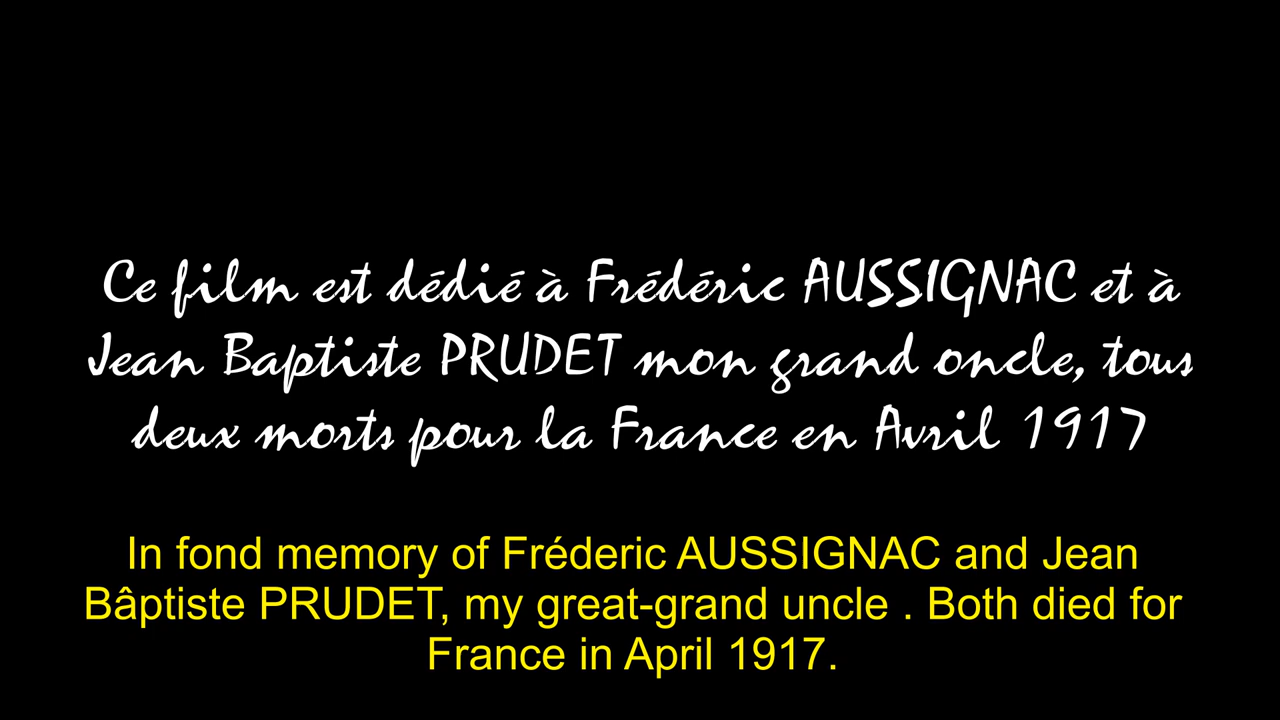 Ce film est dédié à Frédéric AUSSIGNAC et à
Jean Baptiste PRUDET mon grand oncle, tous
deux morts pour la France en Avril 1917
In fond memory of Fréderic AUSSIGNAC and Jean
Bâptiste PRUDET, my great-grand uncle . Both died for
France in April 1917.